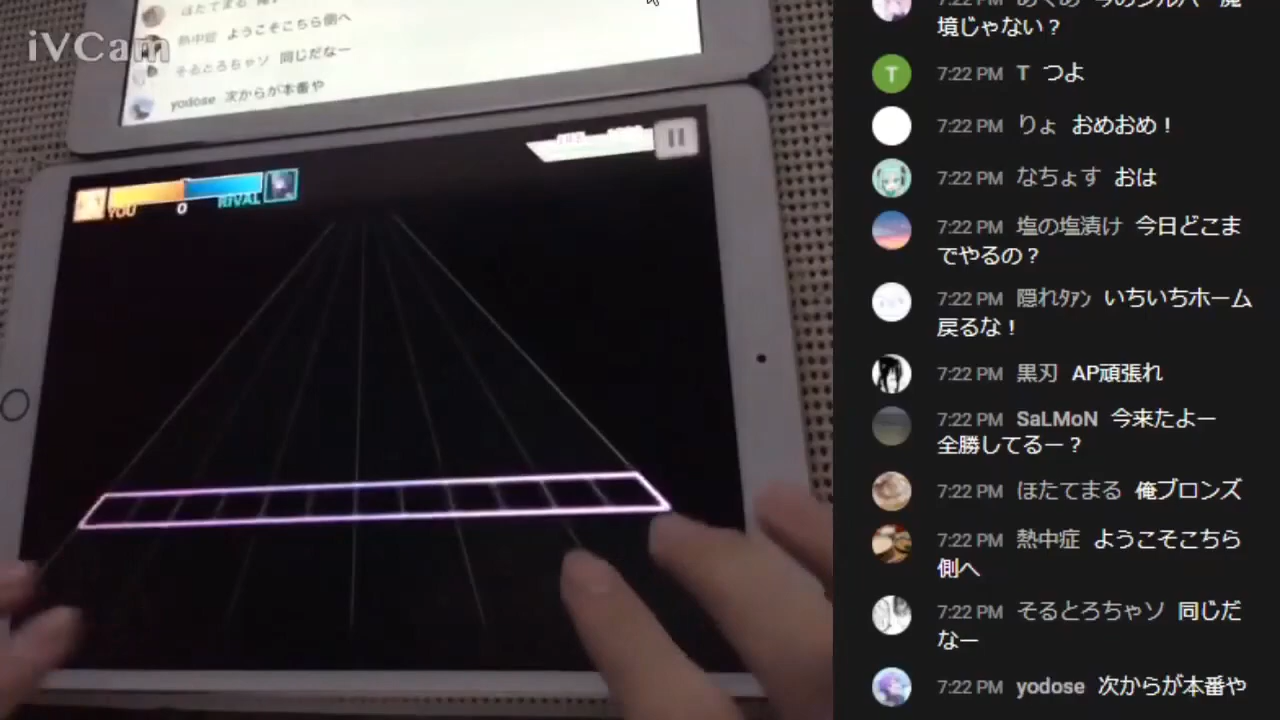 iVCam
ほたてまる
熱中症 ようこそこちら側へ
そるとろちゃソ 同じだなー
yodose 次からが本番や
YOU
0
RIVAL
境じゃない？
T
7:22 PM T つよ
7:22 PM りょ おめおめ！
7:22 PM なちょす おは
7:22 PM 塩の塩漬け 今日どこま
でやるの？
7:22 PM 隠れﾀｧﾝ いちいちホーム
戻るな！
7:22 PM 黒刃 AP頑張れ
7:22 PM SaLMoN 今来たよー
全勝してるー？
7:22 PM ほたてまる 俺ブロンズ
7:22 PM 熱中症 ようこそこちら
側へ
7:22 PM そるとろちゃソ 同じだ
なー
7:22 PM yodose 次からが本番や